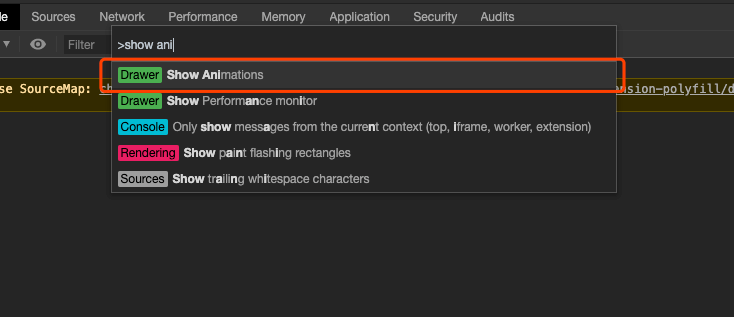 le Sources Network Performance Memory Application Security Audits
Filter
>show ani
Drawer Show Animations
se SourceMap: ension-polyfill/d
Drawer Show Performance monitor
Console Only show messages from the current context (top, iframe, worker, extension)
Rendering Show paint flashing rectangles
Sources Show trailing whitespace characters